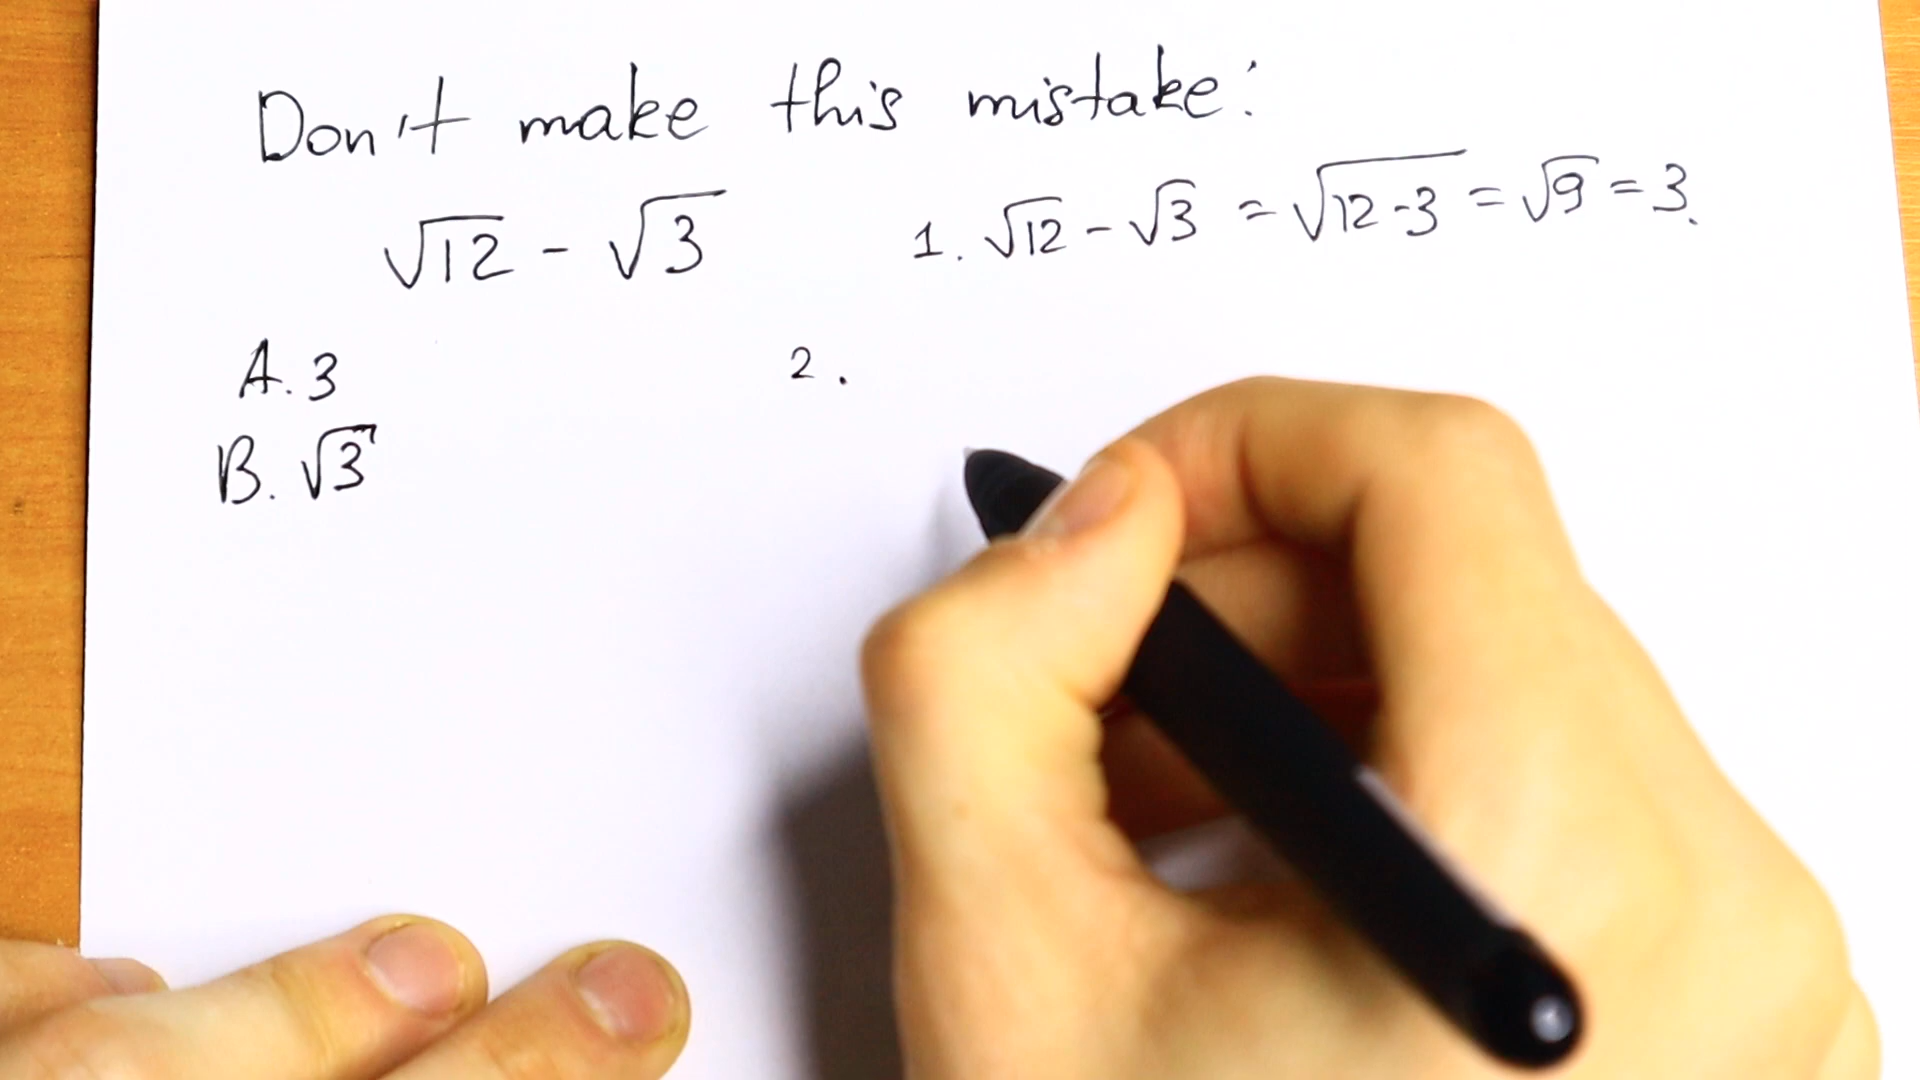 Don't make this mistake:
√12 - √3
1. √12 - √3 = √12-3 = √9 = 3.
A. 3
2.
B. √3